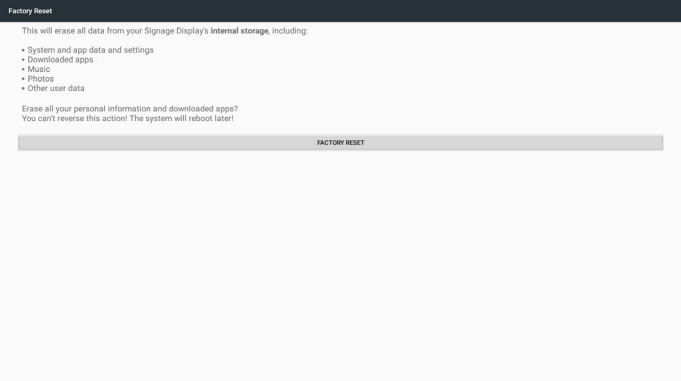 Factory Reset
This will erase all data from your Signage Display's internal storage, including:
▪ System and app data and settings
▪ Downloaded apps
▪ Music
▪ Photos
▪ Other user data
Erase all your personal information and downloaded apps?
You can't reverse this action! The system will reboot later!
FACTORY RESET